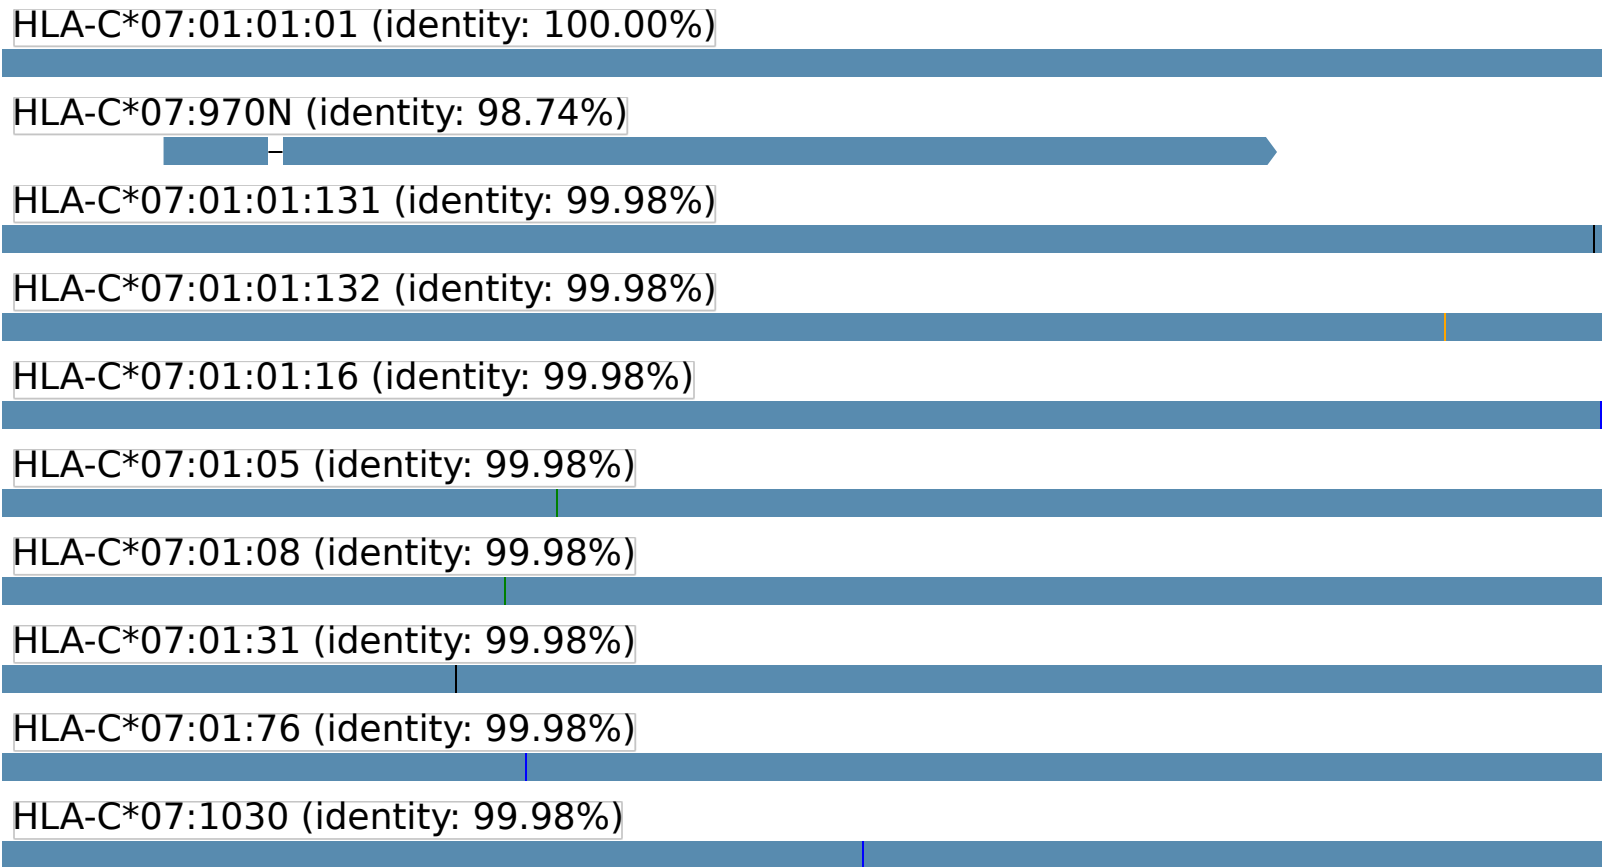 HLA-C*07:01:01:01 (identity: 100.00%)
HLA-C*07:970N (identity: 98.74%)
HLA-C*07:01:01:131 (identity: 99.98%)
HLA-C*07:01:01:132 (identity: 99.98%)
HLA-C*07:01:01:16 (identity: 99.98%)
HLA-C*07:01:05 (identity: 99.98%)
HLA-C*07:01:08 (identity: 99.98%)
HLA-C*07:01:31 (identity: 99.98%)
HLA-C*07:01:76 (identity: 99.98%)
HLA-C*07:1030 (identity: 99.98%)